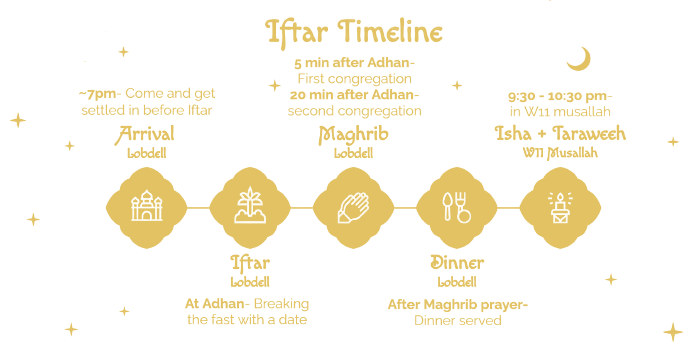 Iftar Timeline
~7pm- Come and get
settled in before Iftar
Arrival
Lobdell
Iftar
Lobdell
At Adhan- Breaking
the fast with a date
5 min after Adhan-
First congregation
20 min after Adhan-
second congregation
Maghrib
Lobdell
Dinner
Lobdell
After Maghrib prayer-
Dinner served
9:30 - 10:30 pm-
in W11 musallah
Isha + Taraweeh
W11 Musallah